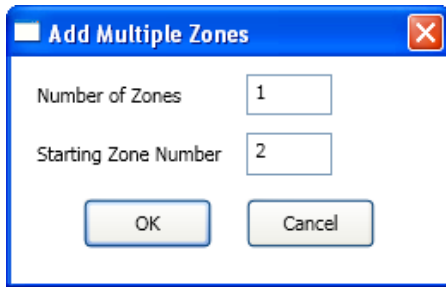 Add Multiple Zones
Number of Zones 1
Starting Zone Number 2
OK Cancel